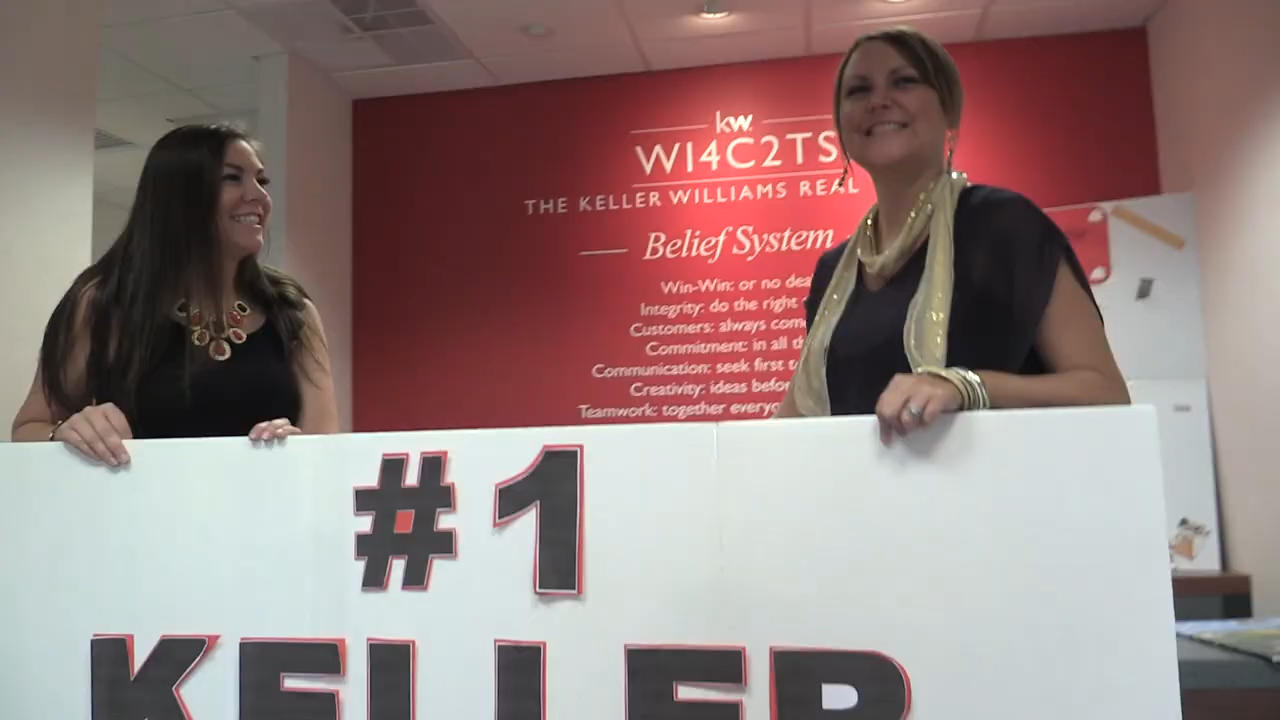 kw.
WI4C2TS
THE KELLER WILLIAMS REAL
Belief System
Win-Win: or no dea
Integrity: do the right
Customers: always com
Commitment: in all th
Communication: seek first t
Creativity: ideas befor
Teamwork: together everyo
#1
KELLER